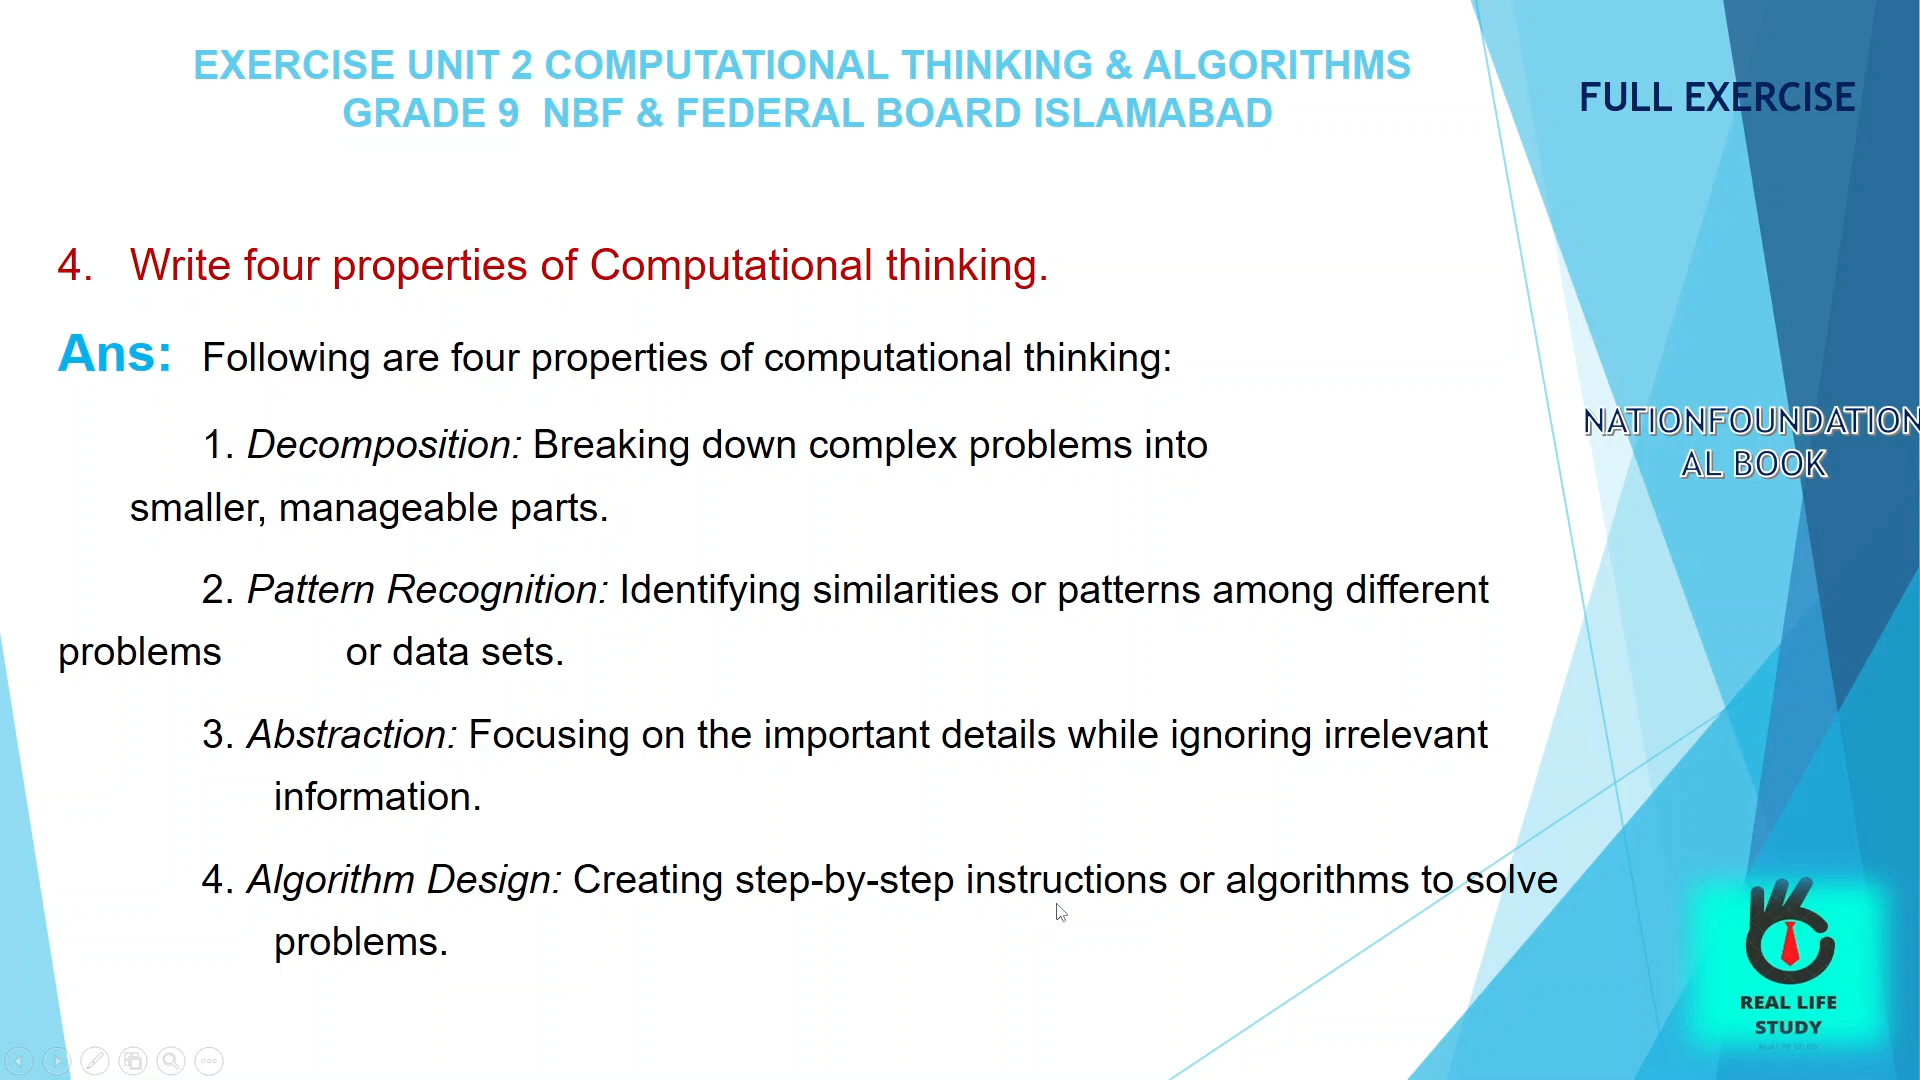 EXERCISE UNIT 2 COMPUTATIONAL THINKING & ALGORITHMS
GRADE 9 NBF & FEDERAL BOARD ISLAMABAD
FULL EXERCISE
4. Write four properties of Computational thinking.
Ans: Following are four properties of computational thinking:
1. Decomposition: Breaking down complex problems into
smaller, manageable parts.
2. Pattern Recognition: Identifying similarities or patterns among different
problems or data sets.
3. Abstraction: Focusing on the important details while ignoring irrelevant
information.
4. Algorithm Design: Creating step-by-step instructions or algorithms to solve
problems.
NATIONFOUNDATION
AL BOOK
REAL LIFE
STUDY
Real LIFE STUDY